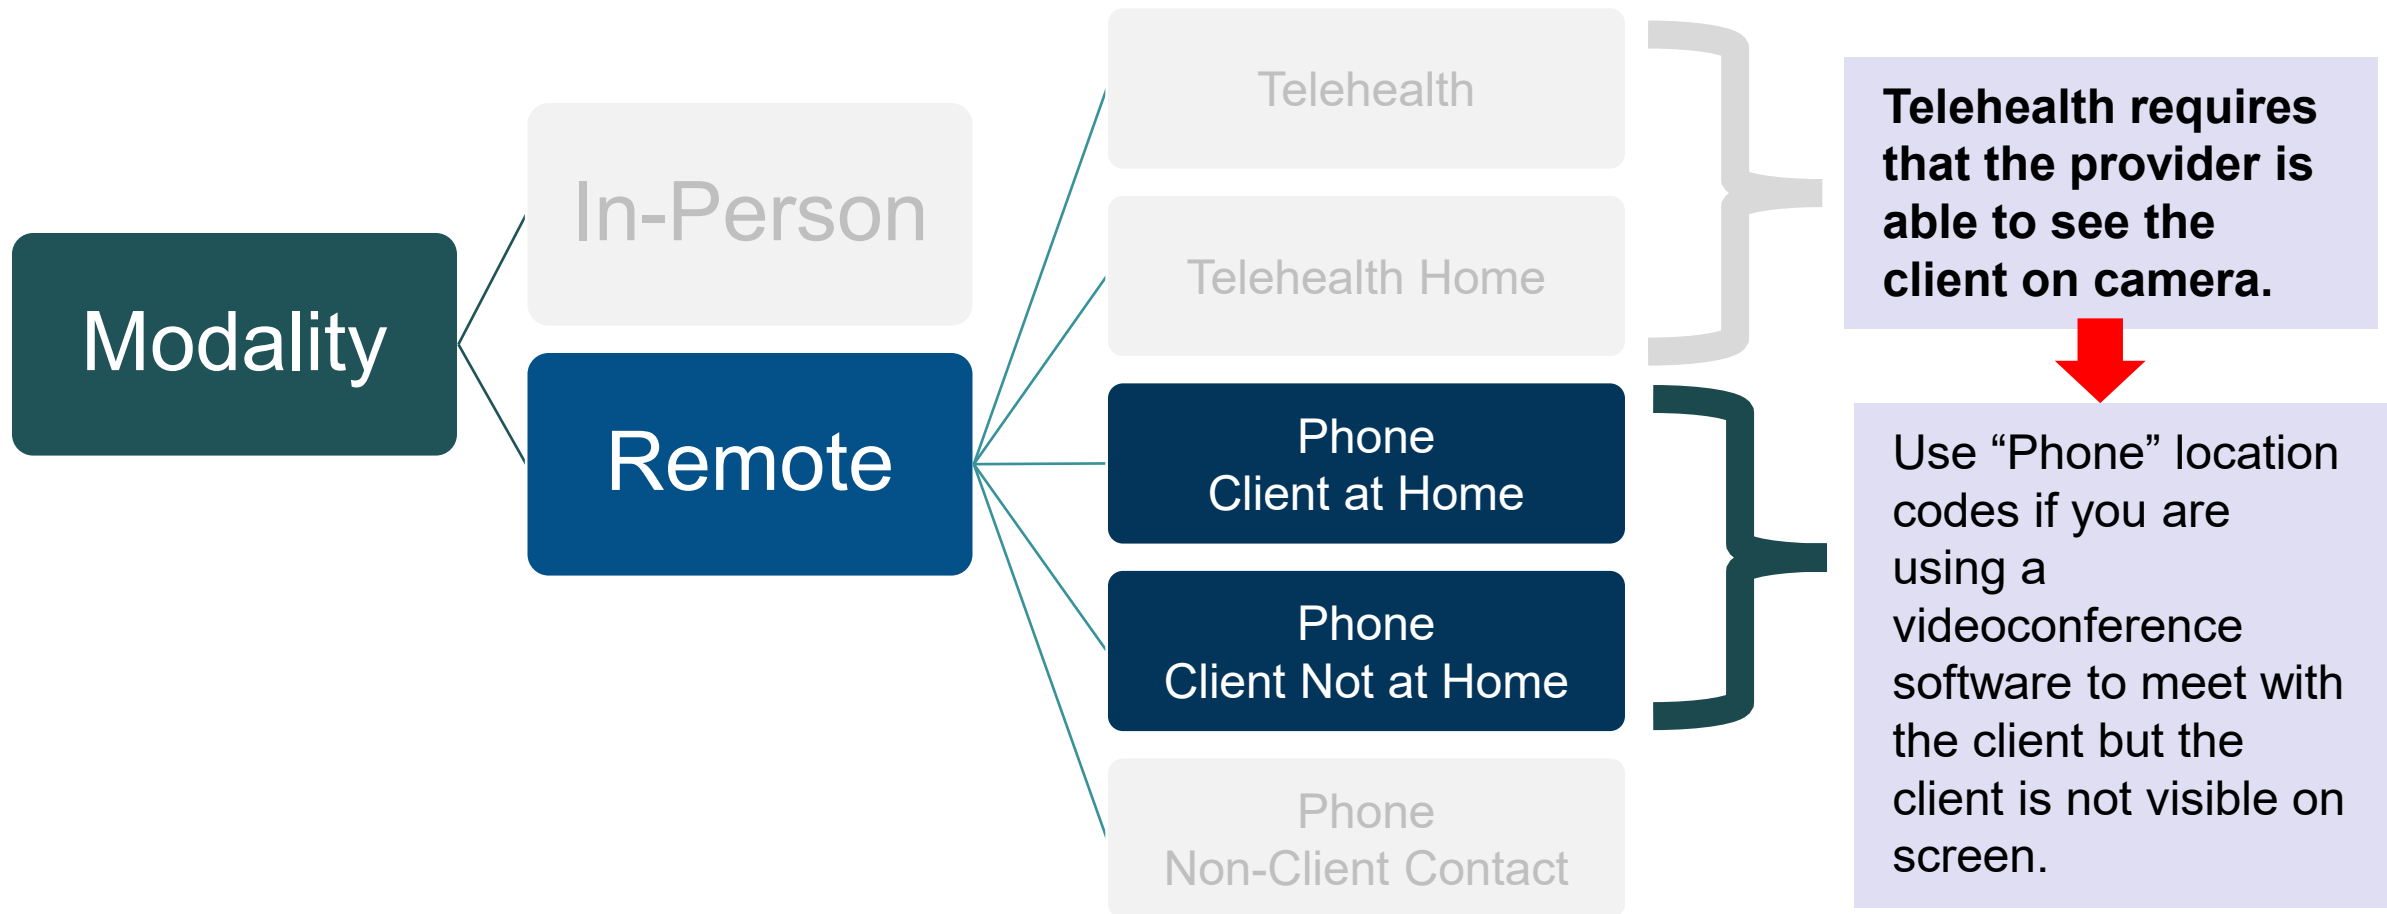 Modality
In-Person
Remote
Telehealth
Telehealth Home
Phone
Client at Home
Phone
Client Not at Home
Phone
Non-Client Contact
Telehealth requires
that the provider is
able to see the
client on camera.
Use “Phone” location
codes if you are
using a
videoconference
software to meet with
the client but the
client is not visible on
screen.